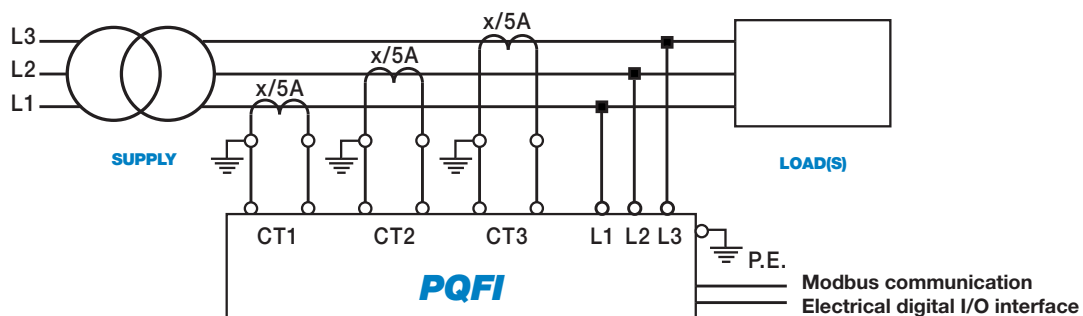 x/5A
L3
x/5A
L2
x/5A
L1
SUPPLY
LOAD(S)
CT1 CT2 CT3 L1 L2 L3
P.E.
PQFI
Modbus communication
Electrical digital I/O interface